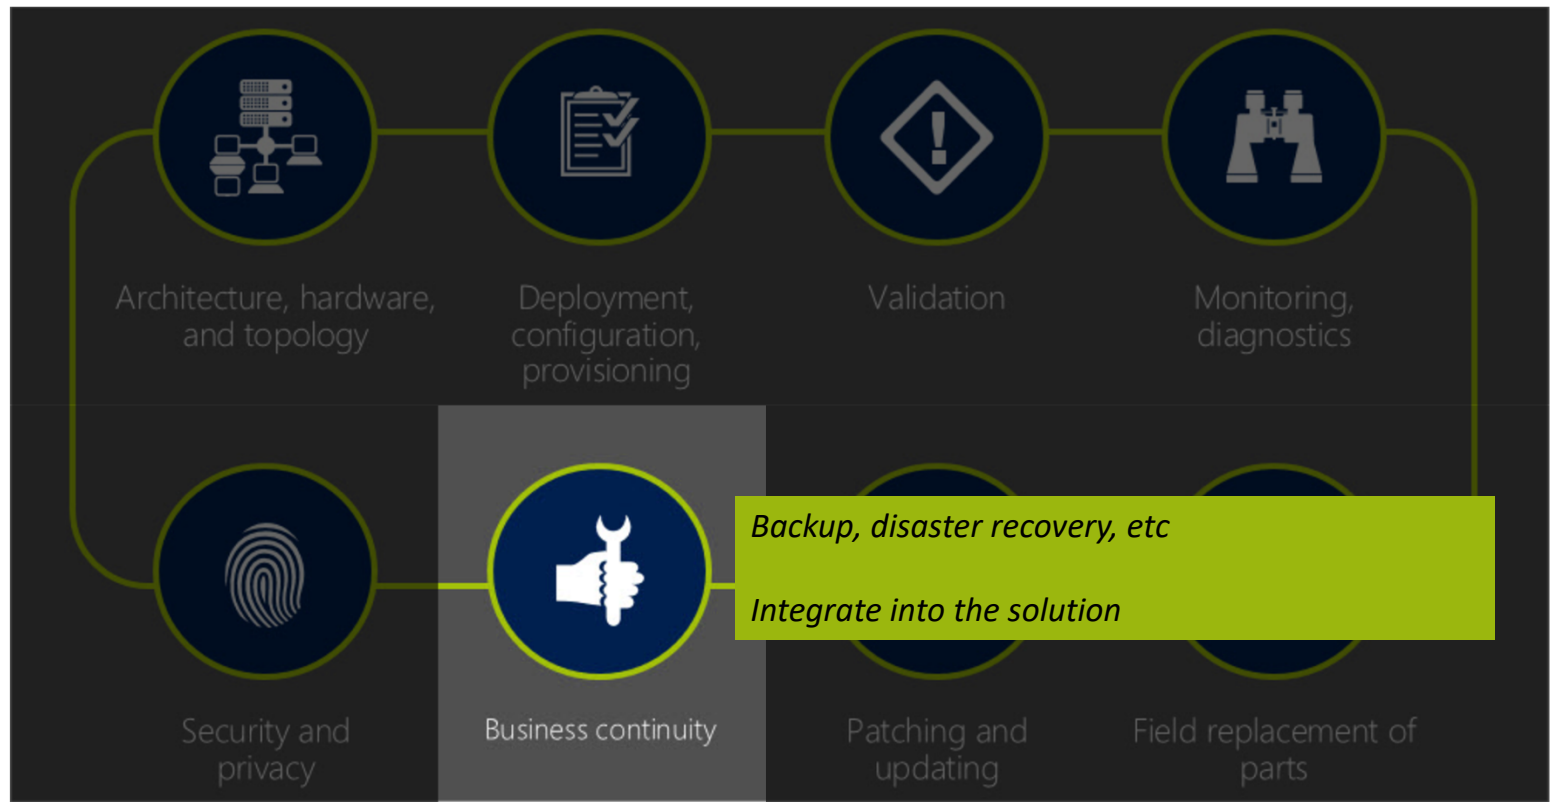 Architecture, hardware,
and topology
Deployment,
configuration,
provisioning
Validation
Monitoring,
diagnostics
Backup, disaster recovery, etc
Integrate into the solution
Security and
privacy
Business continuity
Patching and
updating
Field replacement of
parts